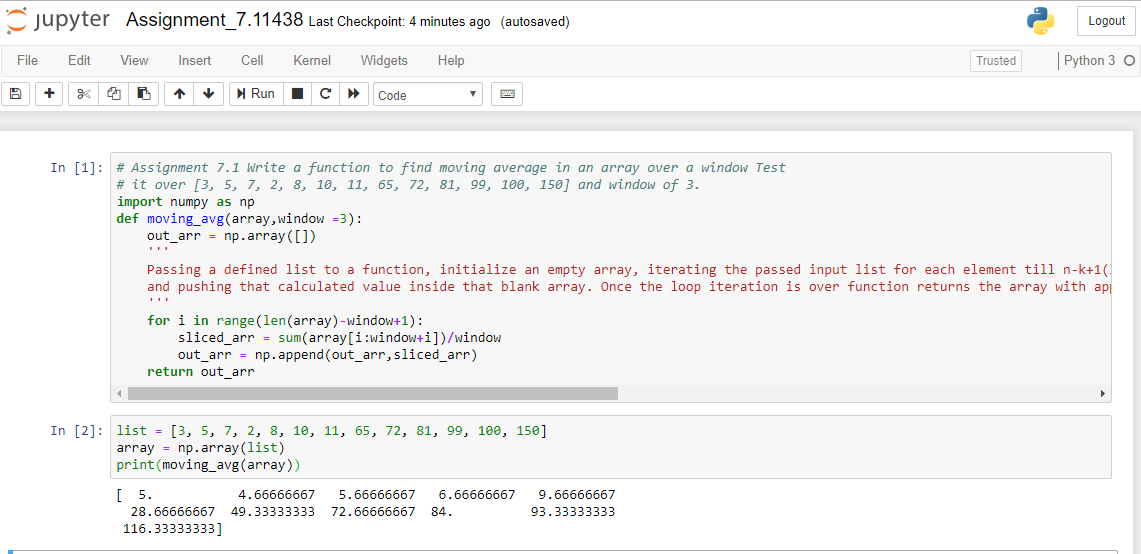 jupyter Assignment_7.11438 Last Checkpoint: 4 minutes ago (autosaved)
Logout
File Edit View Insert Cell Kernel Widgets Help Trusted Python 3
Run Code
In [1]: # Assignment 7.1 Write a function to find moving average in an array over a window Test
# it over [3, 5, 7, 2, 8, 10, 11, 65, 72, 81, 99, 100, 150] and window of 3.
import numpy as np
def moving_avg(array,window =3):
    out_arr = np.array([])
    '''
    Passing a defined list to a function, initialize an empty array, iterating the passed input list for each element till n-k+1(
    and pushing that calculated value inside that blank array. Once the loop iteration is over function returns the array with
    '''
    for i in range(len(array)-window+1):
        sliced_arr = sum(array[i:window+i])/window
        out_arr = np.append(out_arr,sliced_arr)
    return out_arr
In [2]: list = [3, 5, 7, 2, 8, 10, 11, 65, 72, 81, 99, 100, 150]
array = np.array(list)
print(moving_avg(array))
[  5.           4.66666667   5.66666667   6.66666667   9.66666667
  28.66666667  49.33333333  72.66666667  84.          93.33333333
 116.33333333]